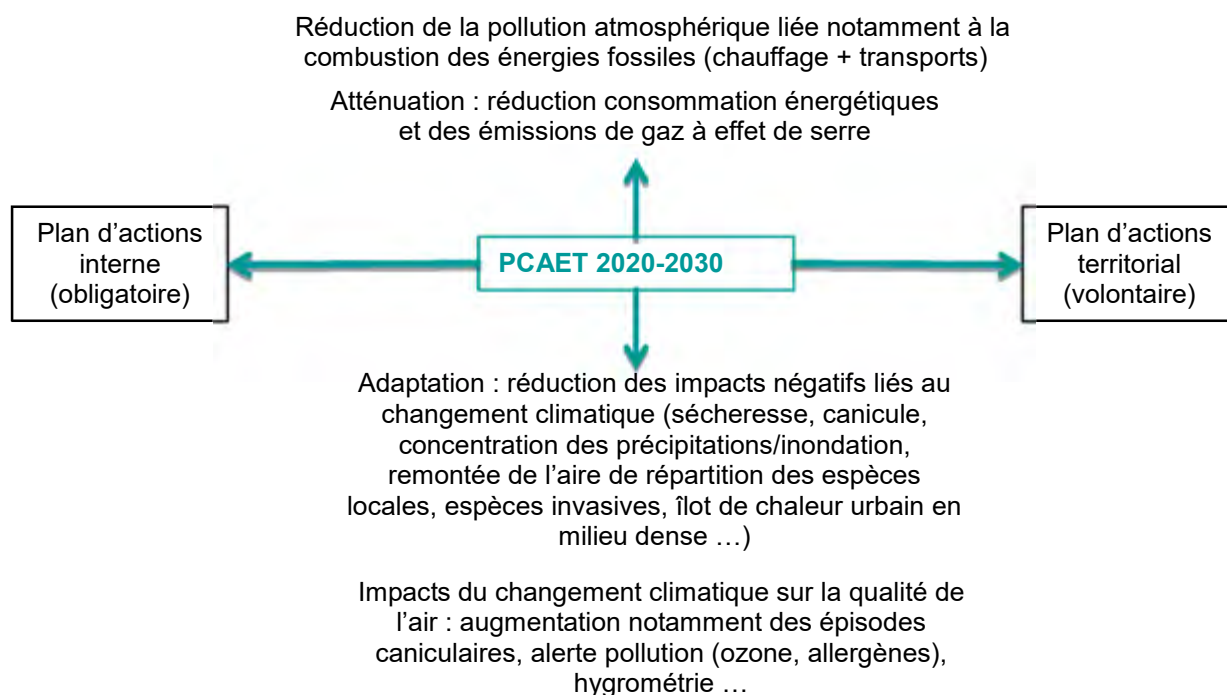 Réduction de la pollution atmosphérique liée notamment à la
combustion des énergies fossiles (chauffage + transports)
Atténuation : réduction consommation énergétiques
et des émissions de gaz à effet de serre
Plan d’actions
interne
(obligatoire)
PCAET 2020-2030
Plan d’actions
territorial
(volontaire)
Adaptation : réduction des impacts négatifs liés au
changement climatique (sécheresse, canicule,
concentration des précipitations/inondation,
remontée de l’aire de répartition des espèces
locales, espèces invasives, îlot de chaleur urbain en
milieu dense …)
Impacts du changement climatique sur la qualité de
l’air : augmentation notamment des épisodes
caniculaires, alerte pollution (ozone, allergènes),
hygrométrie …